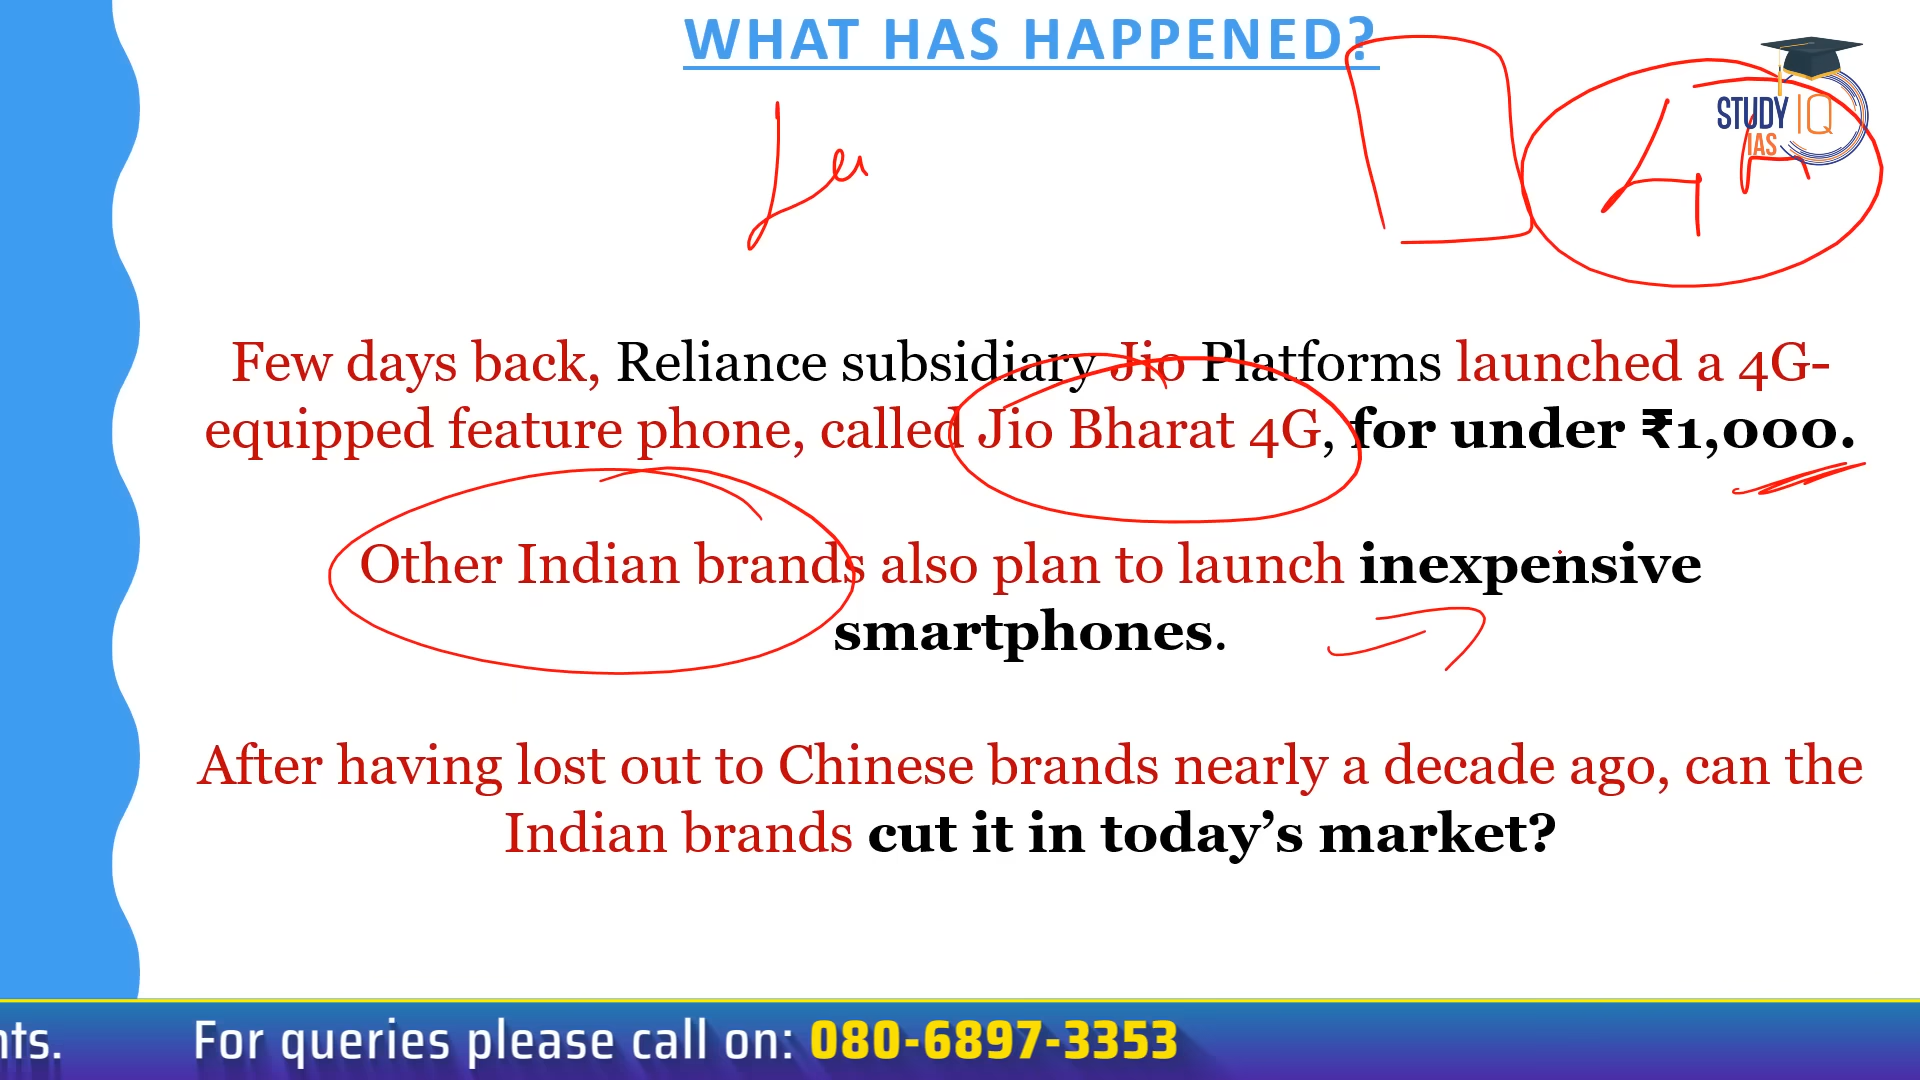 WHAT HAS HAPPENED?
STUDY IQ
IAS
Few days back, Reliance subsidiary Jio Platforms launched a 4G-
equipped feature phone, called Jio Bharat 4G, for under ₹1,000.
Other Indian brands also plan to launch inexpensive
smartphones.
After having lost out to Chinese brands nearly a decade ago, can the
Indian brands cut it in today’s market?
nts. For queries please call on: 080-6897-3353